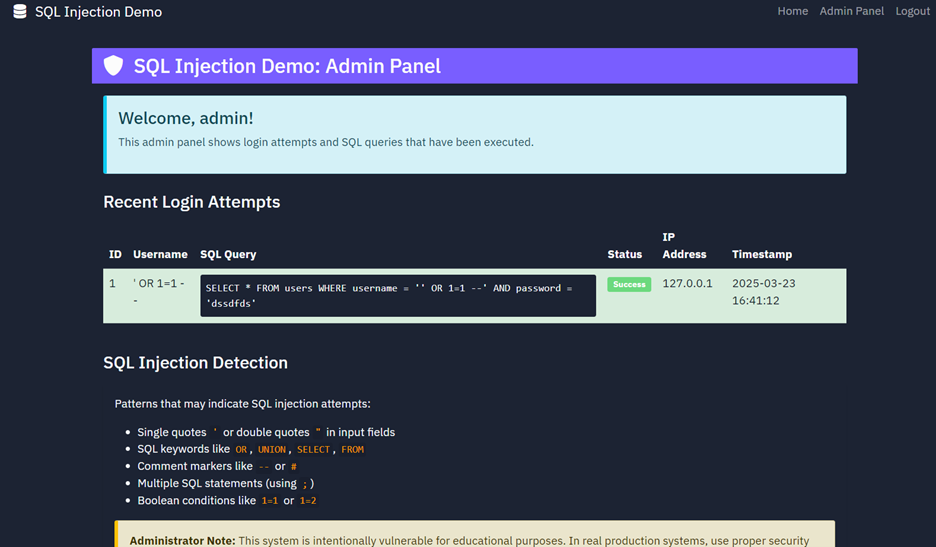 SQL Injection Demo
Home Admin Panel Logout
SQL Injection Demo: Admin Panel
Welcome, admin!
This admin panel shows login attempts and SQL queries that have been executed.
Recent Login Attempts
ID Username SQL Query Status IP Address Timestamp
1 ' OR 1=1 -- SELECT * FROM users WHERE username = '' OR 1=1 --' AND password = 'dssdfds' Success 127.0.0.1 2025-03-23 16:41:12
SQL Injection Detection
Patterns that may indicate SQL injection attempts:
• Single quotes ' or double quotes " in input fields
• SQL keywords like OR, UNION, SELECT, FROM
• Comment markers like -- or #
• Multiple SQL statements (using ;)
• Boolean conditions like 1=1 or 1=2
Administrator Note: This system is intentionally vulnerable for educational purposes. In real production systems, use proper security